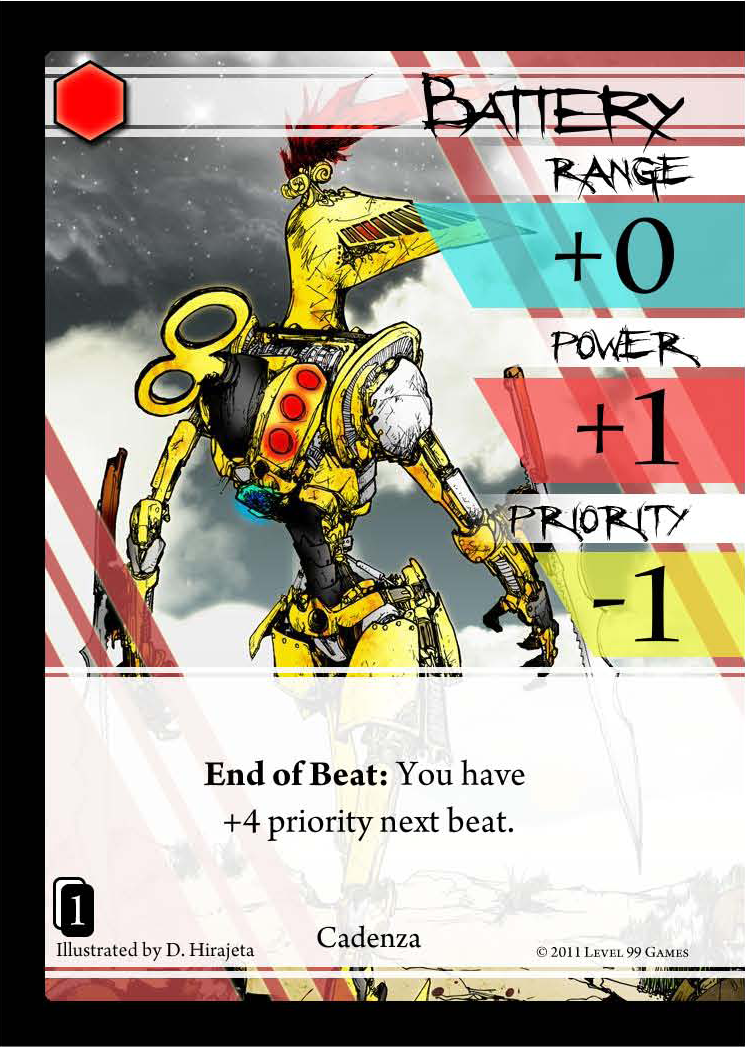 Battery
RANGE
+0
POWER
+1
PRIORITY
-1
End of Beat: You have
+4 priority next beat.
1
Illustrated by D. Hirajeta
Cadenza
© 2011 Level 99 Games